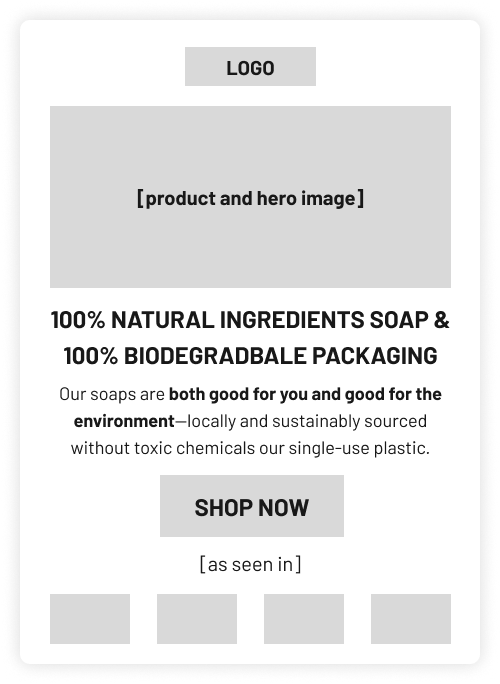 LOGO
[product and hero image]
100% NATURAL INGREDIENTS SOAP &
100% BIODEGRADBALE PACKAGING
Our soaps are both good for you and good for the
environment—locally and sustainably sourced
without toxic chemicals our single-use plastic.
SHOP NOW
[as seen in]